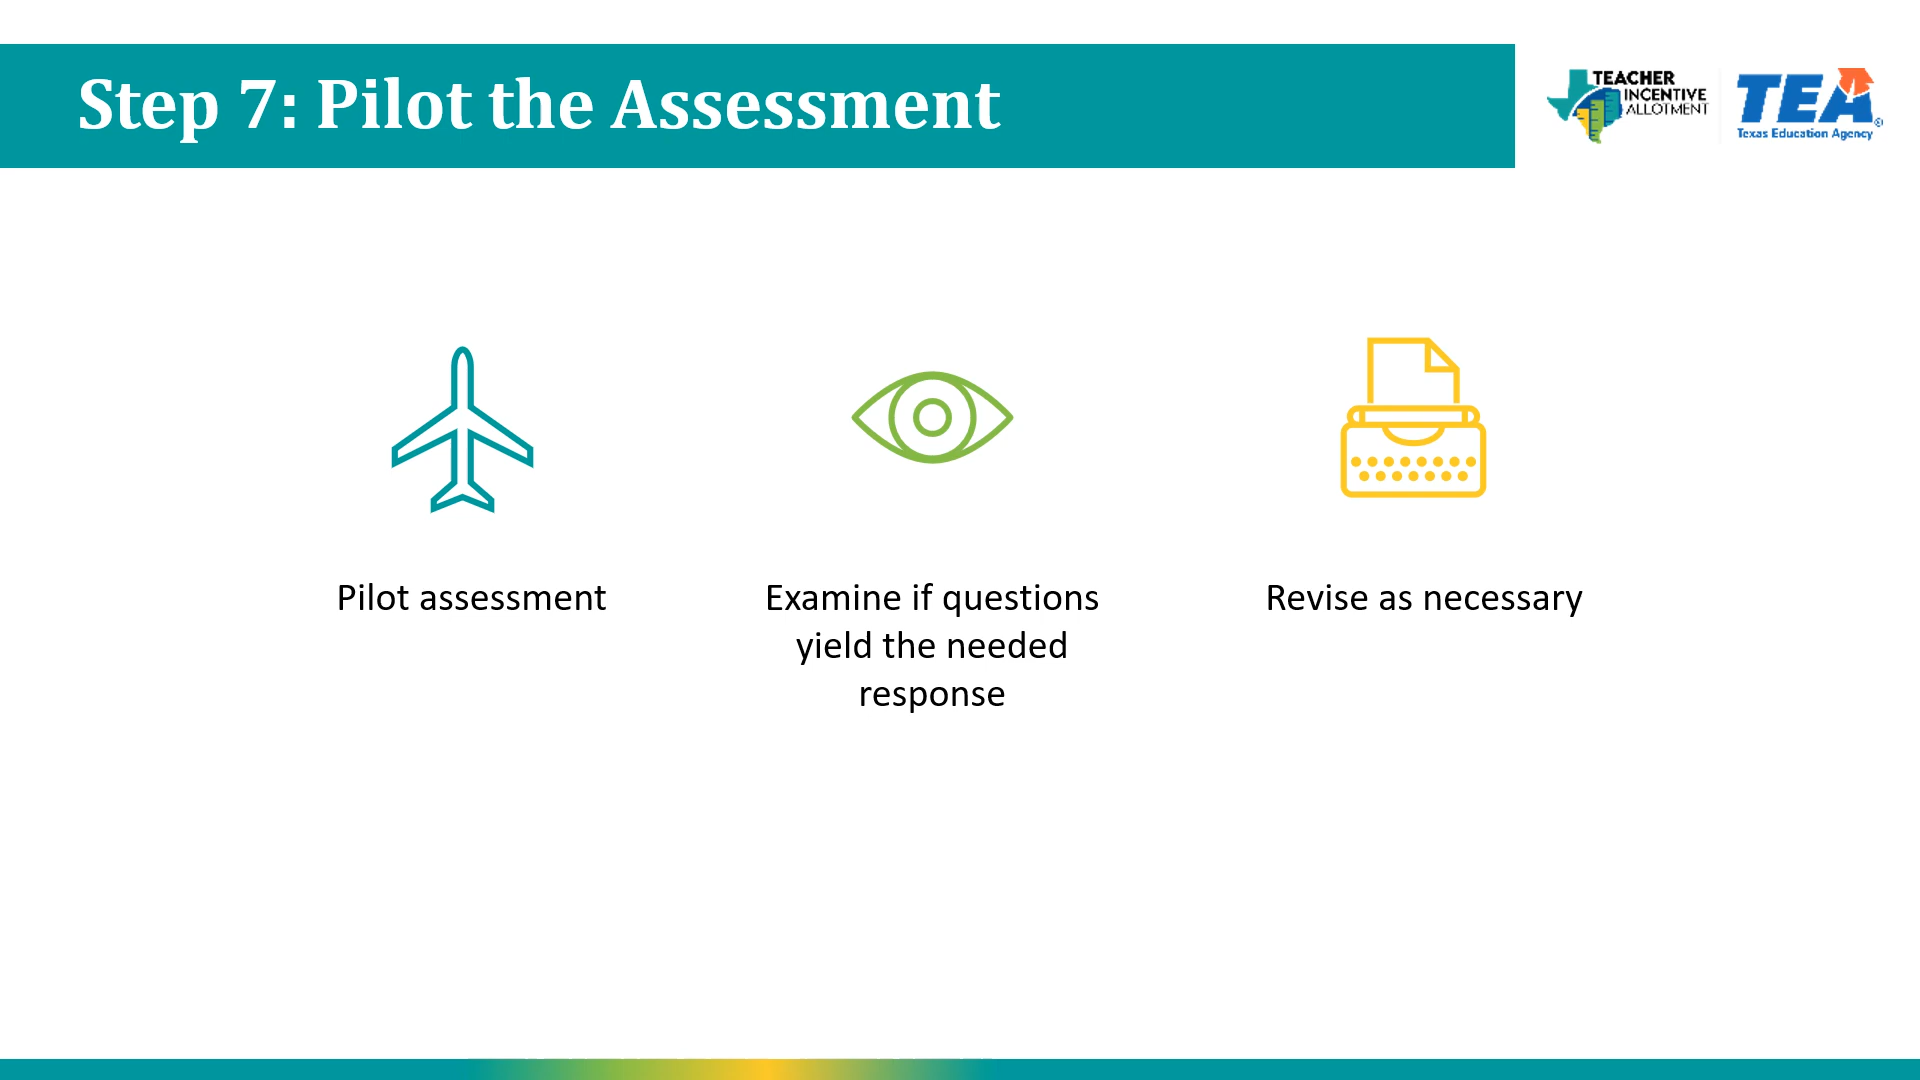 Step 7: Pilot the Assessment
TEACHER
INCENTIVE
ALLOTMENT
TEA
Texas Education Agency
Pilot assessment
Examine if questions
yield the needed
response
Revise as necessary